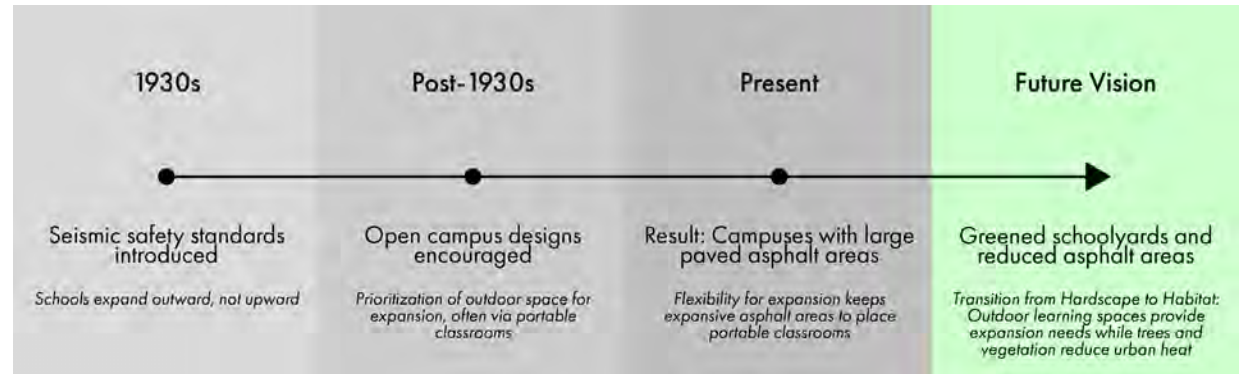 1930s
Post-1930s
Present
Future Vision
Seismic safety standards
introduced
Schools expand outward, not upward
Open campus designs
encouraged
Prioritization of outdoor space for
expansion, often via portable
classrooms
Result: Campuses with large
paved asphalt areas
Flexibility for expansion keeps
expansive asphalt areas to place
portable classrooms
Greened schoolyards and
reduced asphalt areas
Transition from Hardscape to Habitat:
Outdoor learning spaces provide
expansion needs while trees and
vegetation reduce urban heat